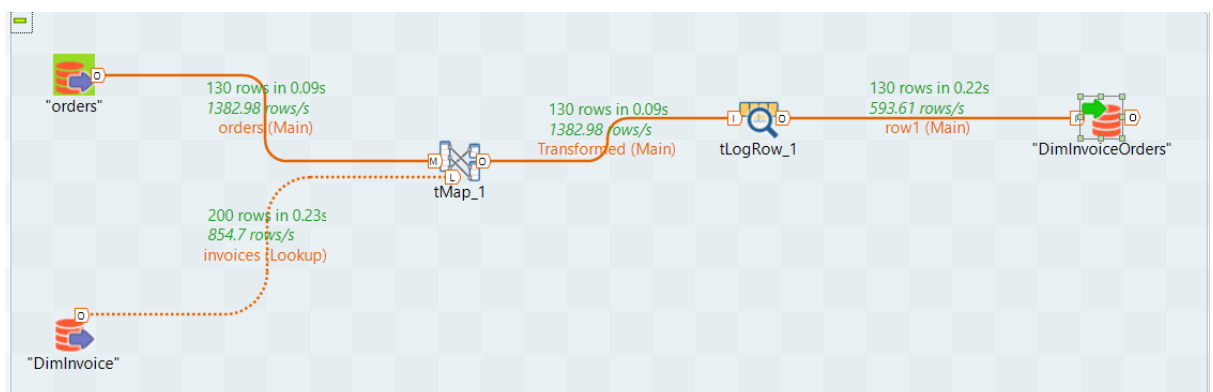 O
"orders"
130 rows in 0.09s
1382.98 rows/s
orders (Main)
M
O
L
tMap_1
130 rows in 0.09s
1382.98 rows/s
Transformed (Main)
I
O
tLogRow_1
130 rows in 0.22s
593.61 rows/s
row1 (Main)
I
O
"DimInvoiceOrders"
200 rows in 0.23s
854.7 rows/s
invoices (Lookup)
O
"DimInvoice"